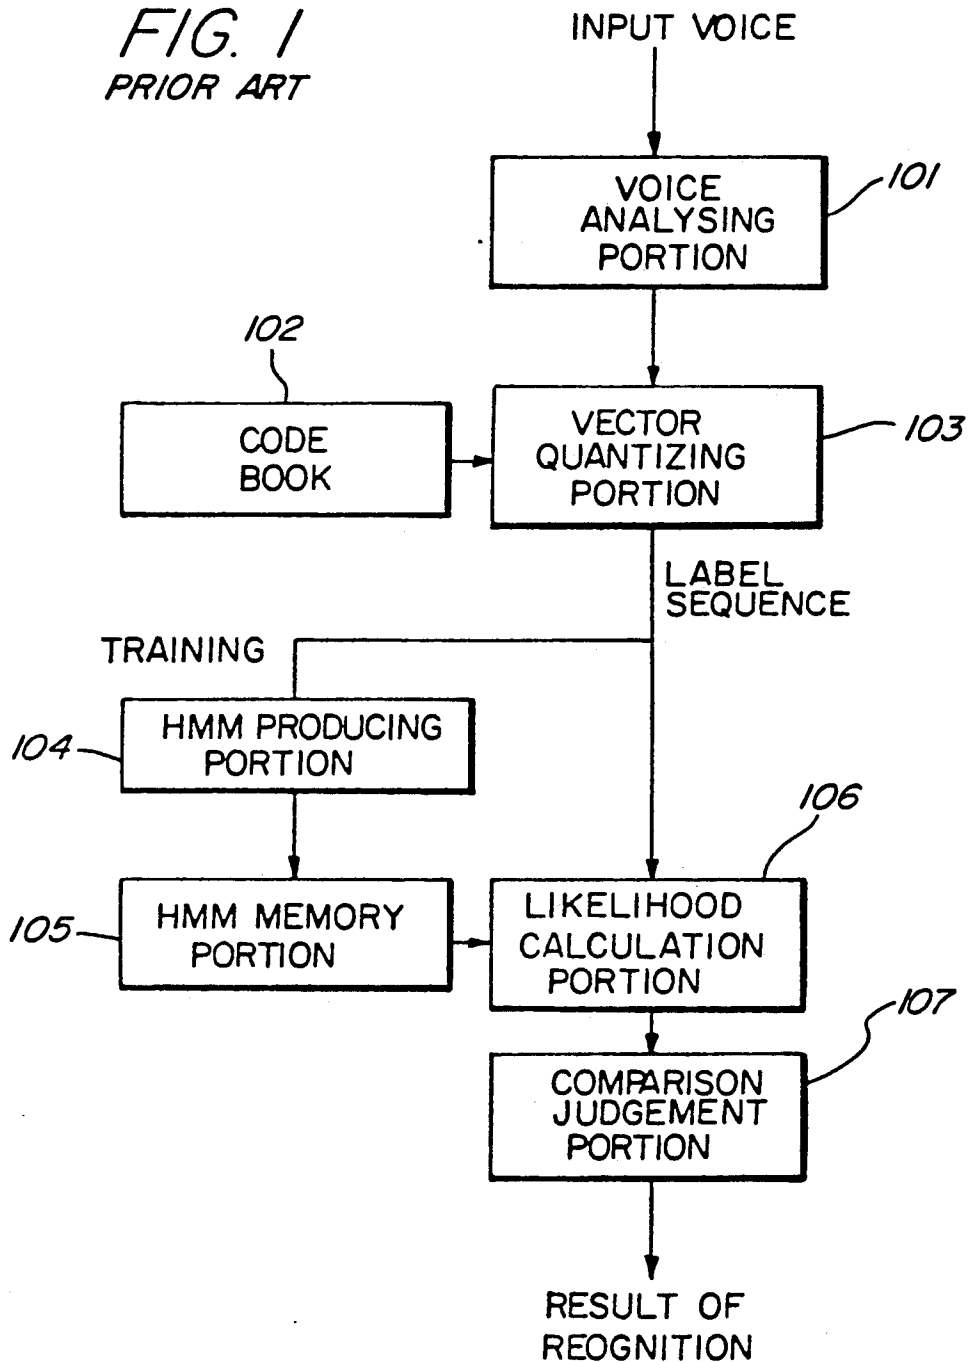 FIG. 1
PRIOR ART
INPUT VOICE
VOICE
ANALYSING
PORTION
101
102
CODE
BOOK
VECTOR
QUANTIZING
PORTION
103
LABEL
SEQUENCE
TRAINING
HMM PRODUCING
PORTION
104
106
HMM MEMORY
PORTION
105
LIKELIHOOD
CALCULATION
PORTION
107
COMPARISON
JUDGEMENT
PORTION
RESULT OF
REOGNITION